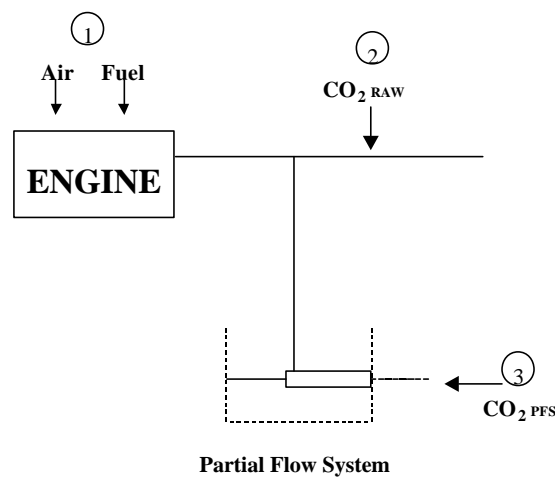 1
Air Fuel
2
CO2 RAW
ENGINE
3
CO2 PFS
Partial Flow System